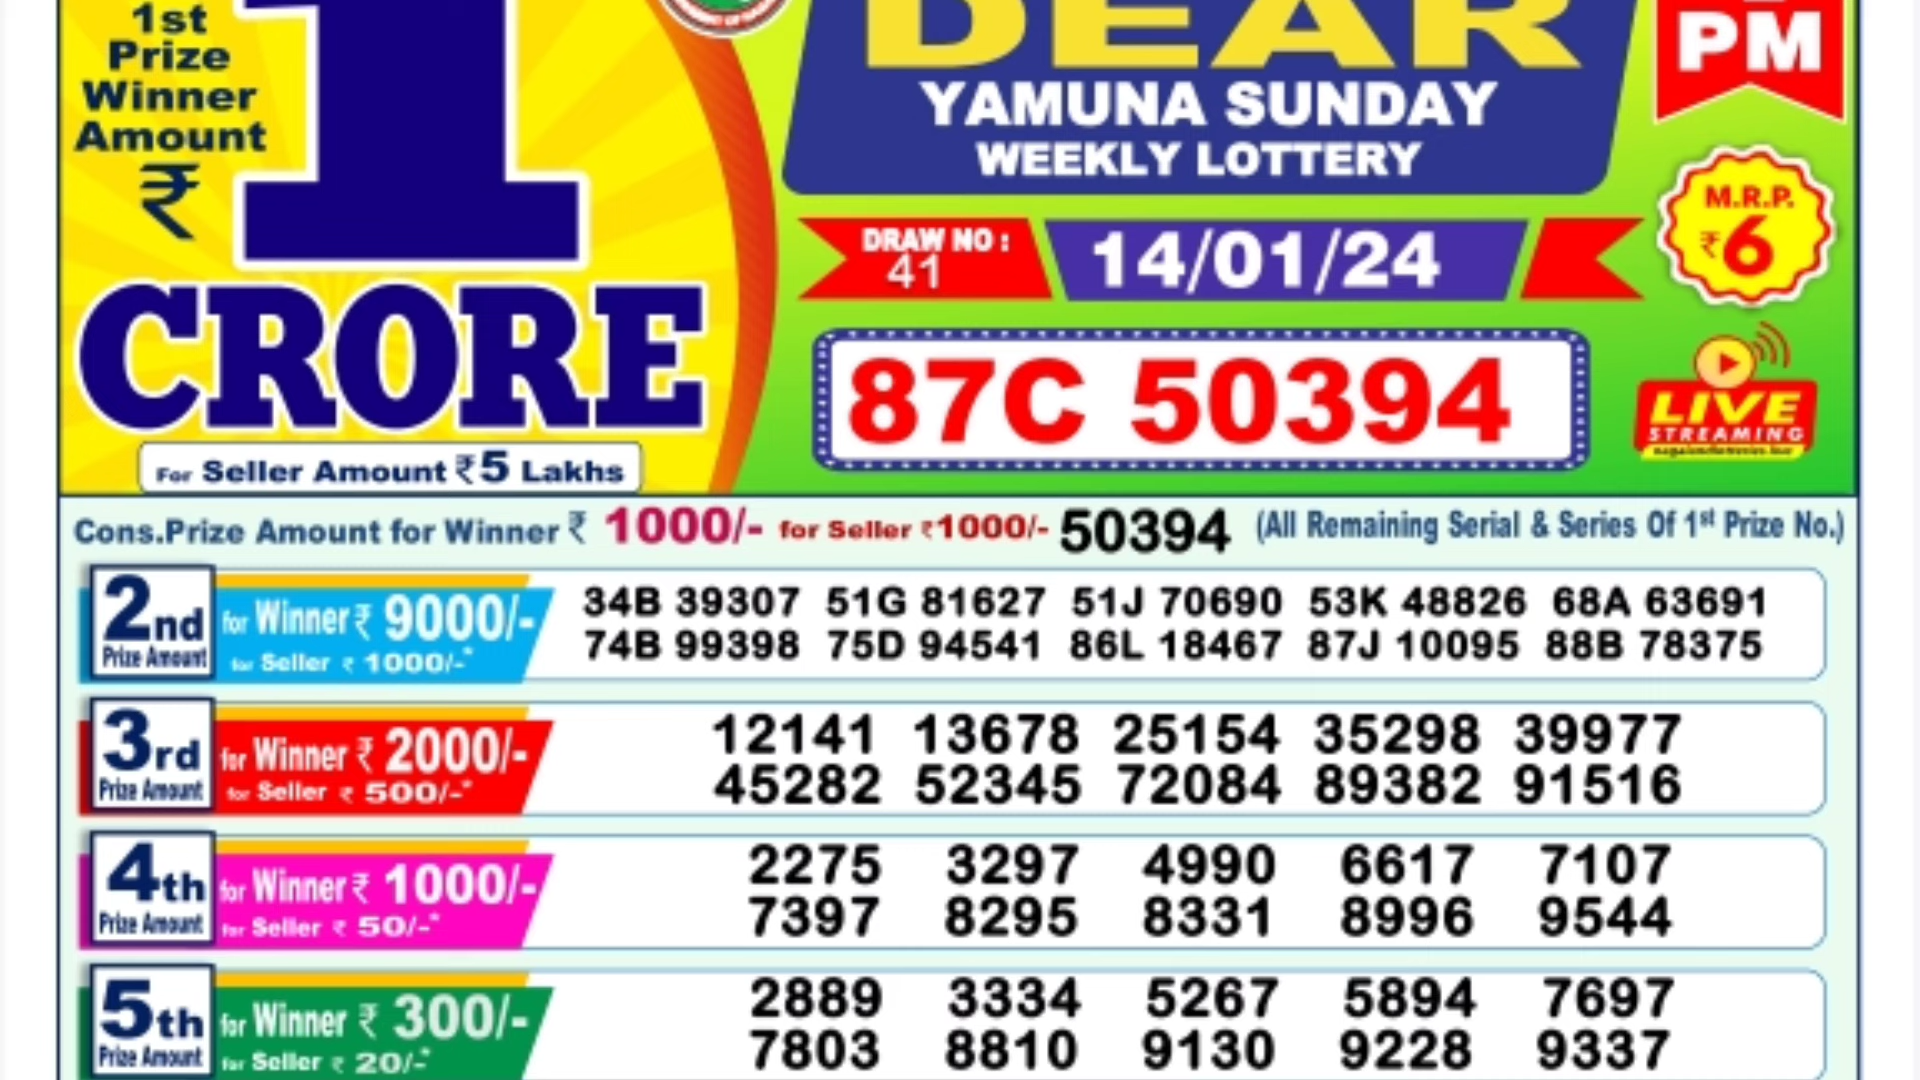 1st
Prize
Winner
Amount
₹
1
CRORE
For Seller Amount ₹5 Lakhs
DEAR
YAMUNA SUNDAY
WEEKLY LOTTERY
PM
M.R.P.
₹6
DRAW NO :
41
14/01/24
87C 50394
LIVE
STREAMING
Cons.Prize Amount for Winner ₹ 1000/- for Seller ₹1000/- 50394 (All Remaining Serial & Series Of 1st Prize No.)
2nd
Prize Amount
for Winner ₹ 9000/-
for Seller ₹ 1000/-*
34B 39307 51G 81627 51J 70690 53K 48826 68A 63691
74B 99398 75D 94541 86L 18467 87J 10095 88B 78375
3rd
Prize Amount
for Winner ₹ 2000/-
for Seller ₹ 500/-*
12141 13678 25154 35298 39977
45282 52345 72084 89382 91516
4th
Prize Amount
for Winner ₹ 1000/-
for Seller ₹ 50/-*
2275 3297 4990 6617 7107
7397 8295 8331 8996 9544
5th
Prize Amount
for Winner ₹ 300/-
for Seller ₹ 20/-*
2889 3334 5267 5894 7697
7803 8810 9130 9228 9337